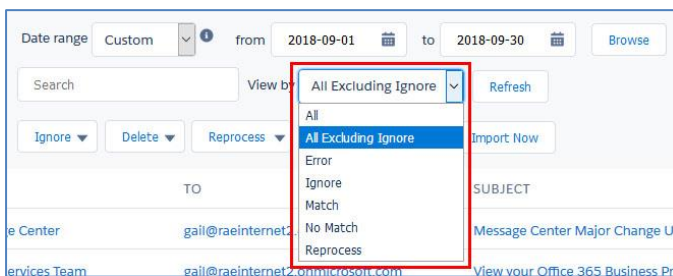 Date range Custom from 2018-09-01 to 2018-09-30 Browse
Search View by All Excluding Ignore Refresh
All
Ignore Delete Reprocess All Excluding Ignore Import Now
Error
Ignore
TO SUBJECT
Match
No Match
e Center gail@raeinternet2. Message Center Major Change U
Reprocess
ervices Team gail@raeinternet2.onmicrosoft.com View your Office 365 Business Pr